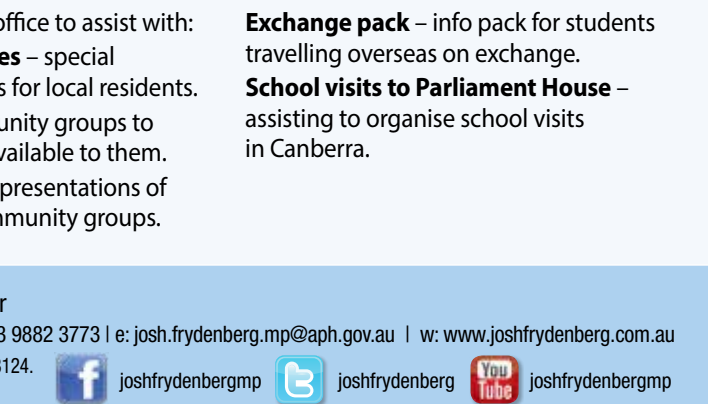 office to assist with:
es – special
s for local residents.
unity groups to
vailable to them.
presentations of
mmunity groups.
Exchange pack – info pack for students
travelling overseas on exchange.
School visits to Parliament House –
assisting to organise school visits
in Canberra.
r
3 9882 3773 | e: josh.frydenberg.mp@aph.gov.au | w: www.joshfrydenberg.com.au
3124.
f joshfrydenbergmp t joshfrydenberg You Tube joshfrydenbergmp